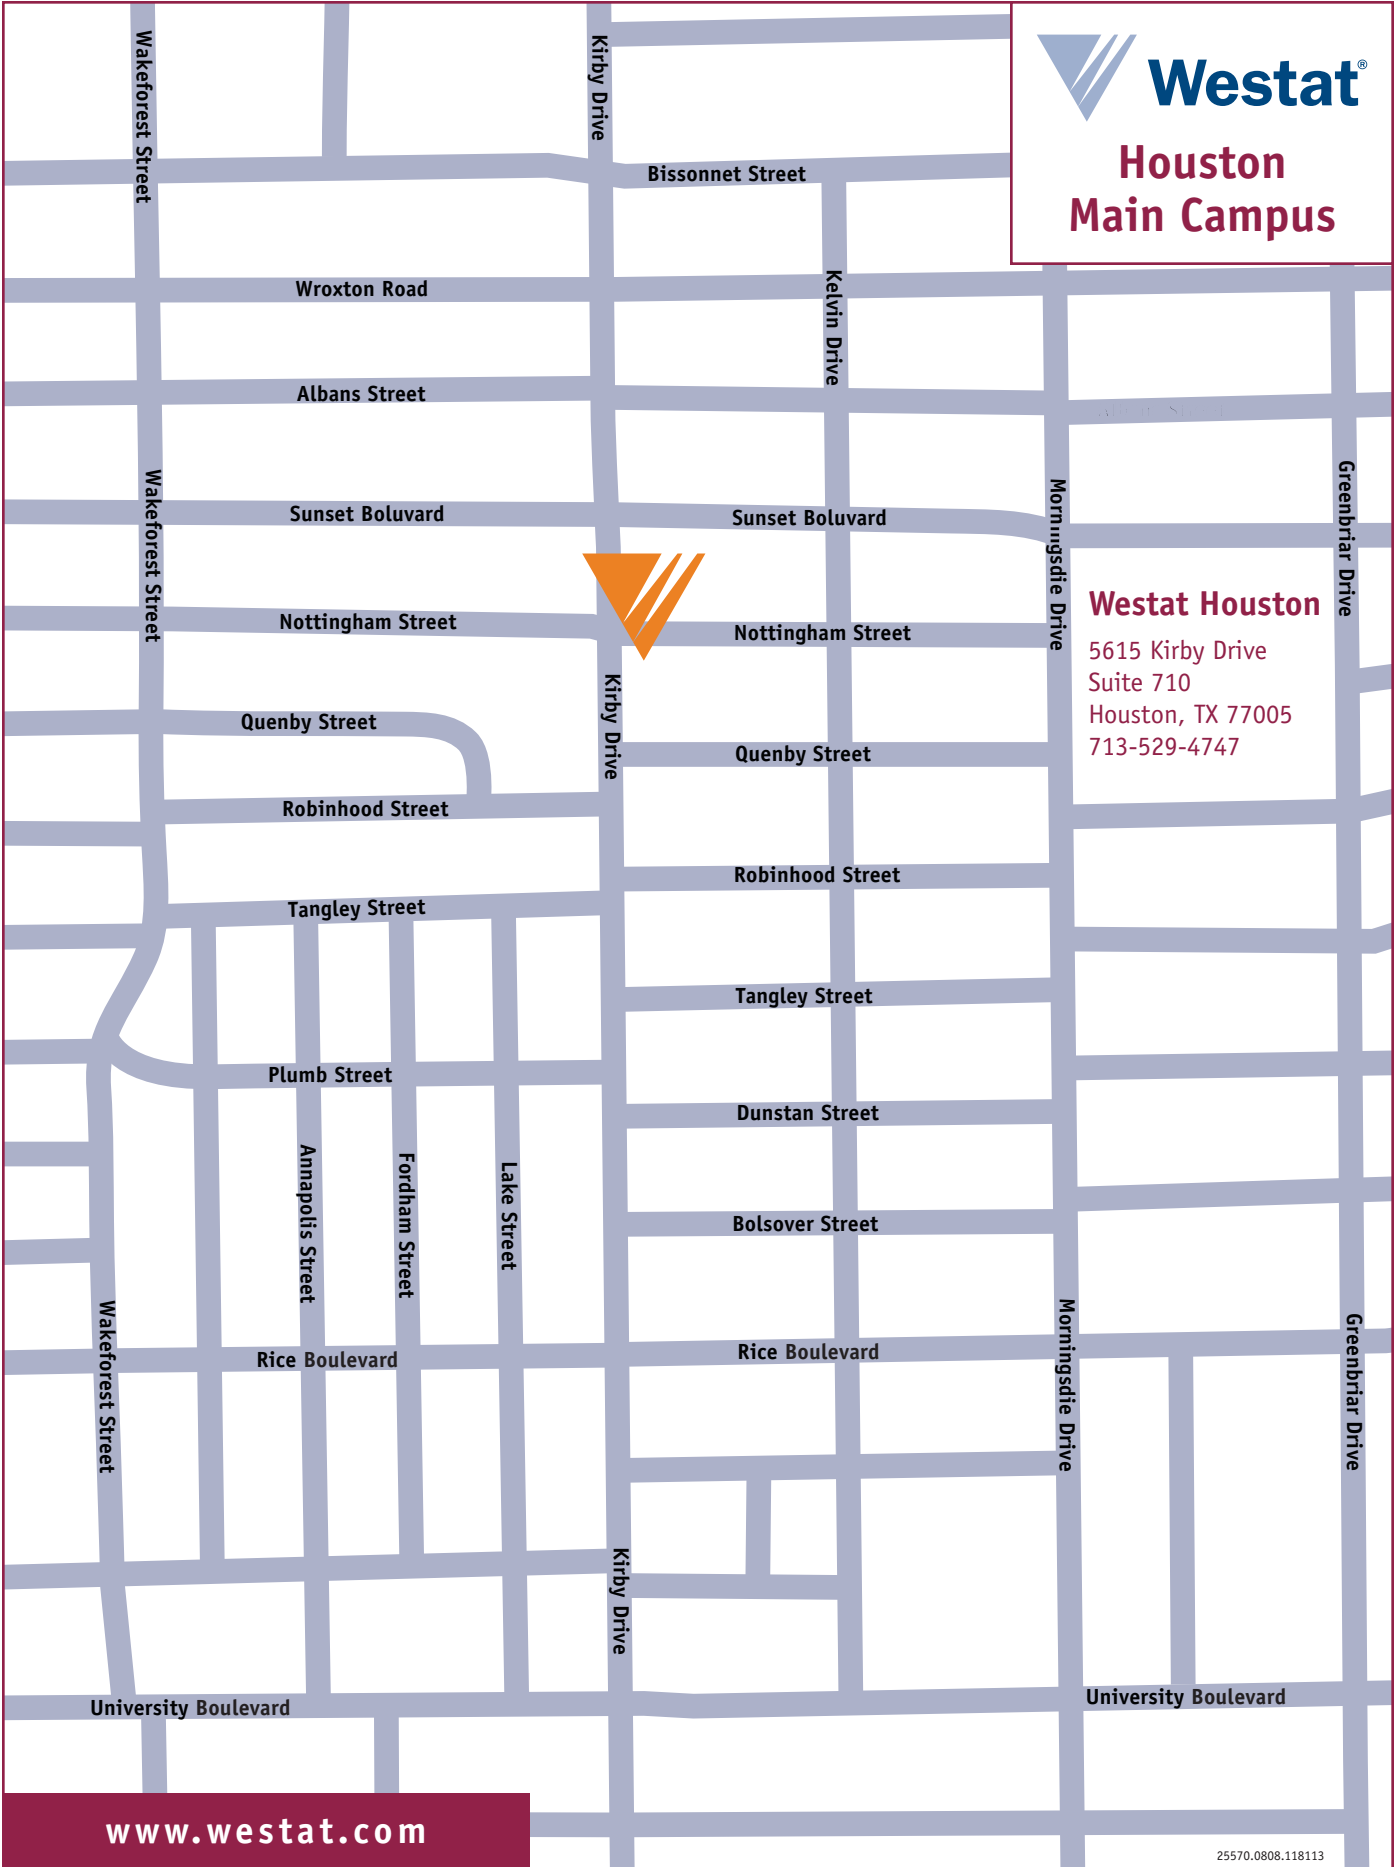 Westat®
Houston
Main Campus
Wakeforest Street
Kirby Drive
Bissonnet Street
Wroxton Road
Kelvin Drive
Albans Street
Wakeforest Street
Sunset Boluvard
Sunset Boluvard
Morningsdie Drive
Greenbriar Drive
Nottingham Street
Nottingham Street
Westat Houston
5615 Kirby Drive
Suite 710
Houston, TX 77005
713-529-4747
Kirby Drive
Quenby Street
Quenby Street
Robinhood Street
Robinhood Street
Tangley Street
Tangley Street
Plumb Street
Dunstan Street
Annapolis Street
Fordham Street
Lake Street
Bolsover Street
Wakeforest Street
Rice Boulevard
Rice Boulevard
Morningsdie Drive
Greenbriar Drive
Kirby Drive
University Boulevard
University Boulevard
www.westat.com
25570.0808.118113